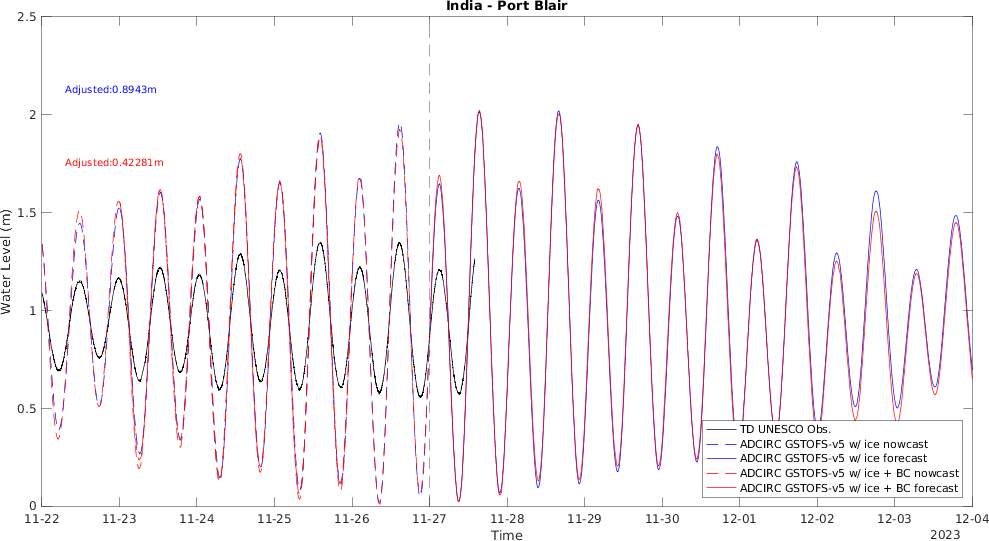 India - Port Blair
2.5
2
1.5
1
0.5
0
Water Level (m)
Adjusted:0.8943m
Adjusted:0.42281m
TD UNESCO Obs.
ADCIRC GSTOFS-v5 w/ ice nowcast
ADCIRC GSTOFS-v5 w/ ice forecast
ADCIRC GSTOFS-v5 w/ ice + BC nowcast
ADCIRC GSTOFS-v5 w/ ice + BC forecast
11-22 11-23 11-24 11-25 11-26 11-27 11-28 11-29 11-30 12-01 12-02 12-03 12-04
Time
2023